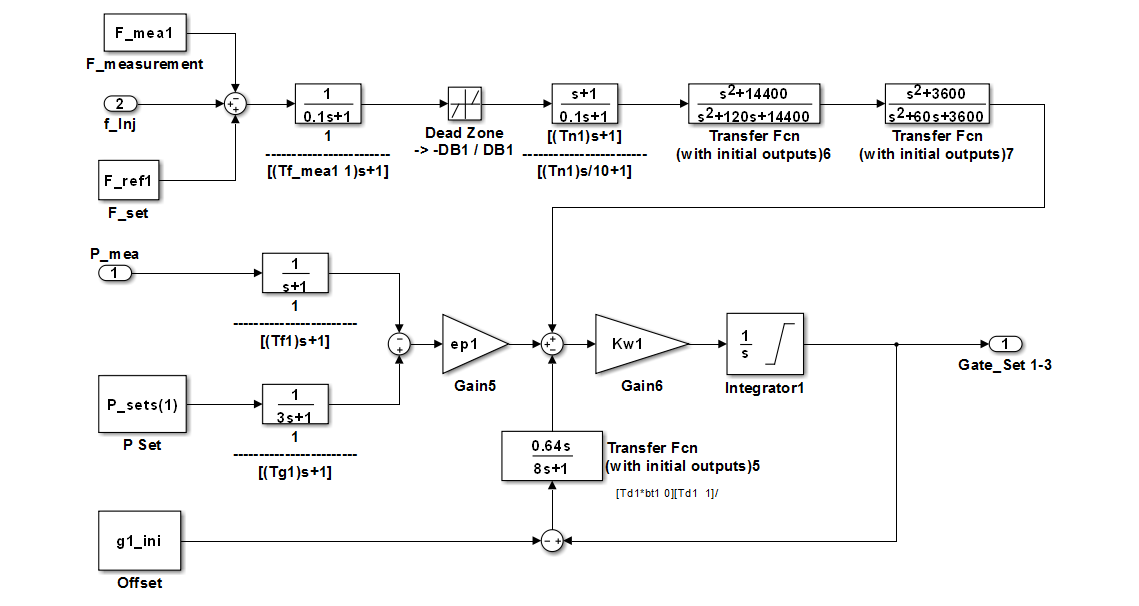 F_mea1
F_measurement
2
f_Inj
F_ref1
F_set
1
0.1s+1
1
------------------------
[(Tf_mea1 1)s+1]
Dead Zone
-> -DB1 / DB1
s+1
0.1s+1
[(Tn1)s+1]
------------------------
[(Tn1)s/10+1]
s²+14400
s²+120s+14400
Transfer Fcn
(with initial outputs)6
s²+3600
s²+60s+3600
Transfer Fcn
(with initial outputs)7
P_mea
1
1
s+1
1
------------------------
[(Tf1)s+1]
P_sets(1)
P Set
1
3s+1
1
------------------------
[(Tg1)s+1]
ep1
Gain5
Kw1
Gain6
1
s
Integrator1
1
Gate_Set 1-3
0.64s
8s+1
Transfer Fcn
(with initial outputs)5
[Td1*bt1 0][Td1 1]/
g1_ini
Offset